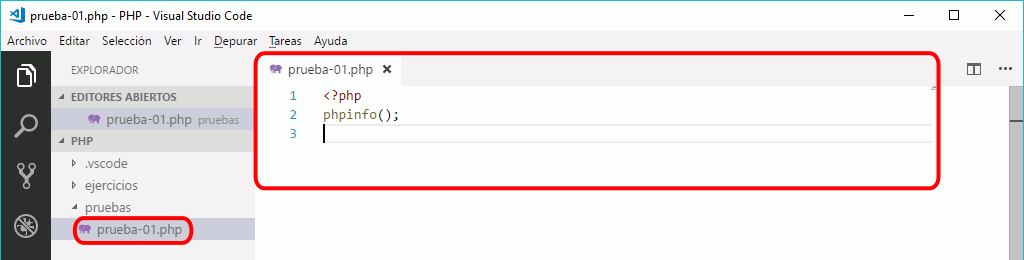 prueba-01.php - PHP - Visual Studio Code
Archivo Editar Selección Ver Ir Depurar Tareas Ayuda
EXPLORADOR
EDITORES ABIERTOS
prueba-01.php pruebas
PHP
.vscode
ejercicios
pruebas
prueba-01.php
prueba-01.php
1 <?php
2 phpinfo();
3